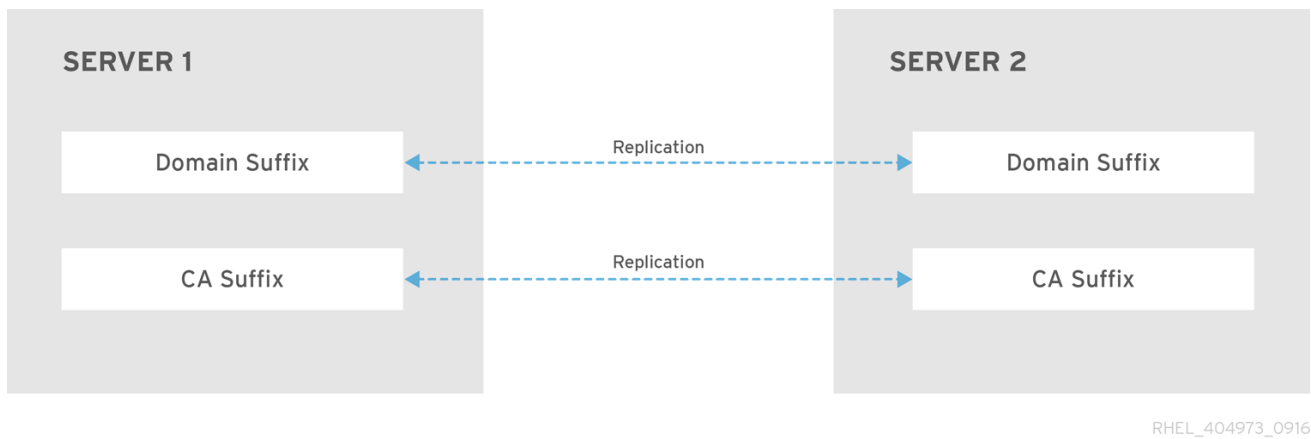 SERVER 1
SERVER 2
Domain Suffix
Replication
Domain Suffix
CA Suffix
Replication
CA Suffix
RHEL_404973_0916